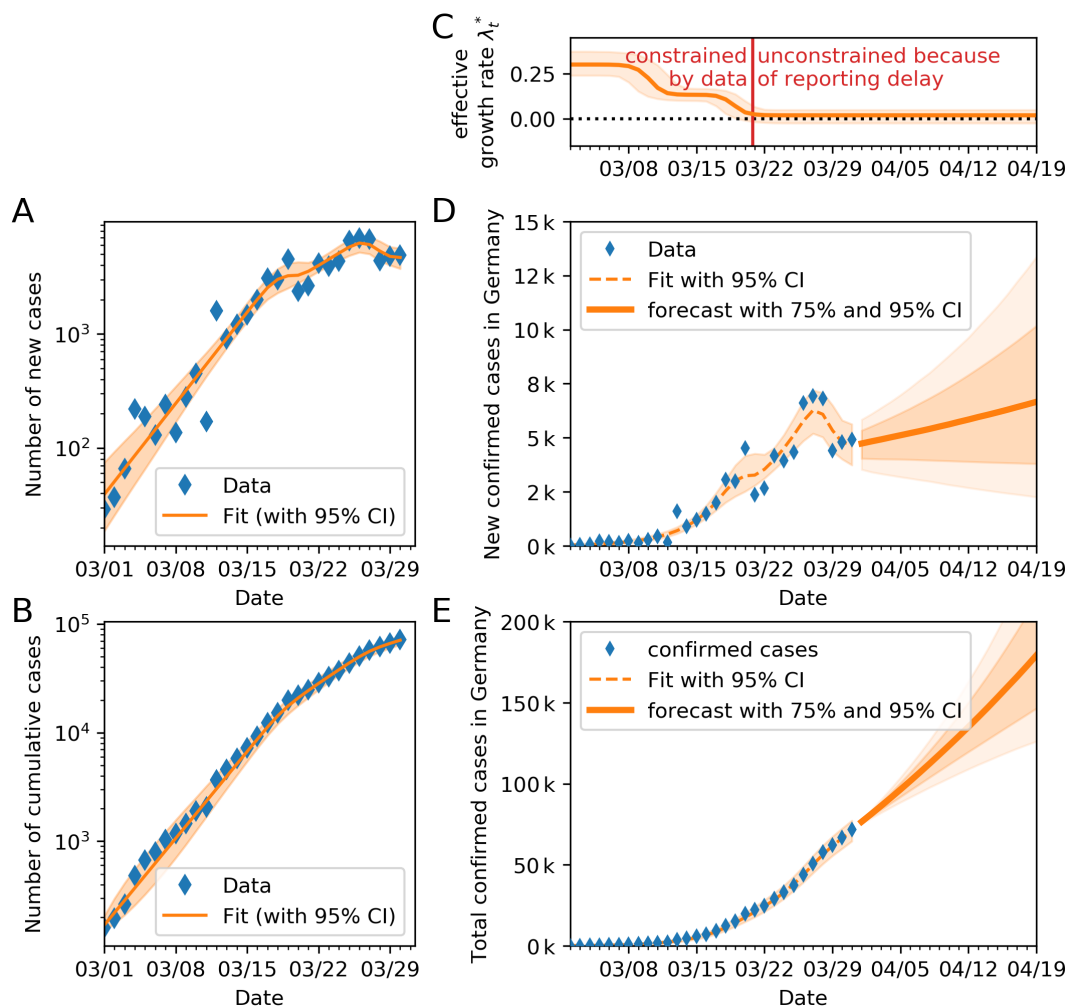 C
effective
growth rate λ*t
0.25
0.00
constrained
by data
unconstrained because
of reporting delay
03/08 03/15 03/22 03/29 04/05 04/12 04/19
A
Number of new cases
10³
10²
Data
Fit (with 95% CI)
03/01 03/08 03/15 03/22 03/29
Date
D
New confirmed cases in Germany
15 k
12 k
10 k
8 k
5 k
2 k
0 k
Data
Fit with 95% CI
forecast with 75% and 95% CI
03/08 03/15 03/22 03/29 04/05 04/12 04/19
Date
B
Number of cumulative cases
10⁵
10⁴
10³
Data
Fit (with 95% CI)
03/01 03/08 03/15 03/22 03/29
Date
E
Total confirmed cases in Germany
200 k
150 k
100 k
50 k
0 k
confirmed cases
Fit with 95% CI
forecast with 75% and 95% CI
03/08 03/15 03/22 03/29 04/05 04/12 04/19
Date